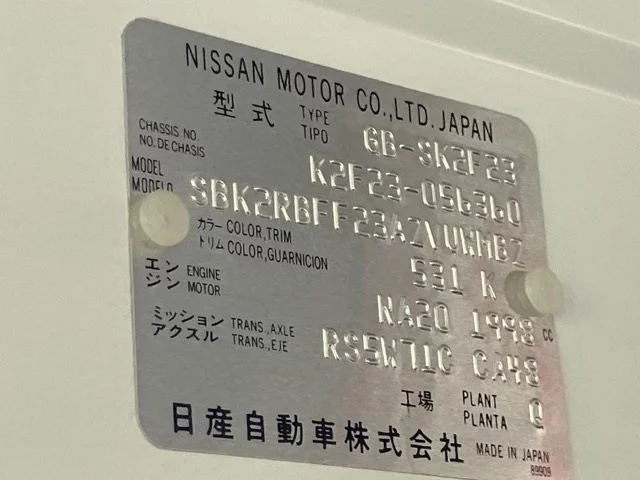 NISSAN MOTOR CO.,LTD. JAPAN
型式 TYPE TIPO GB-SK2F23
CHASSIS NO. NO.DE CHASIS K2F23-056360
MODEL MODELO SBK2RBFF23AZNUWMBZ
カラー COLOR,TRIM
トリム COLOR,GUARNICION 531 K
エンジン ENGINE MOTOR NA20 1998 cc
ミッション TRANS.,AXLE
アクスル TRANS.,EJE RS5W71C CA48
工場 PLANT PLANTA Q
日産自動車株式会社 MADE IN JAPAN
89909